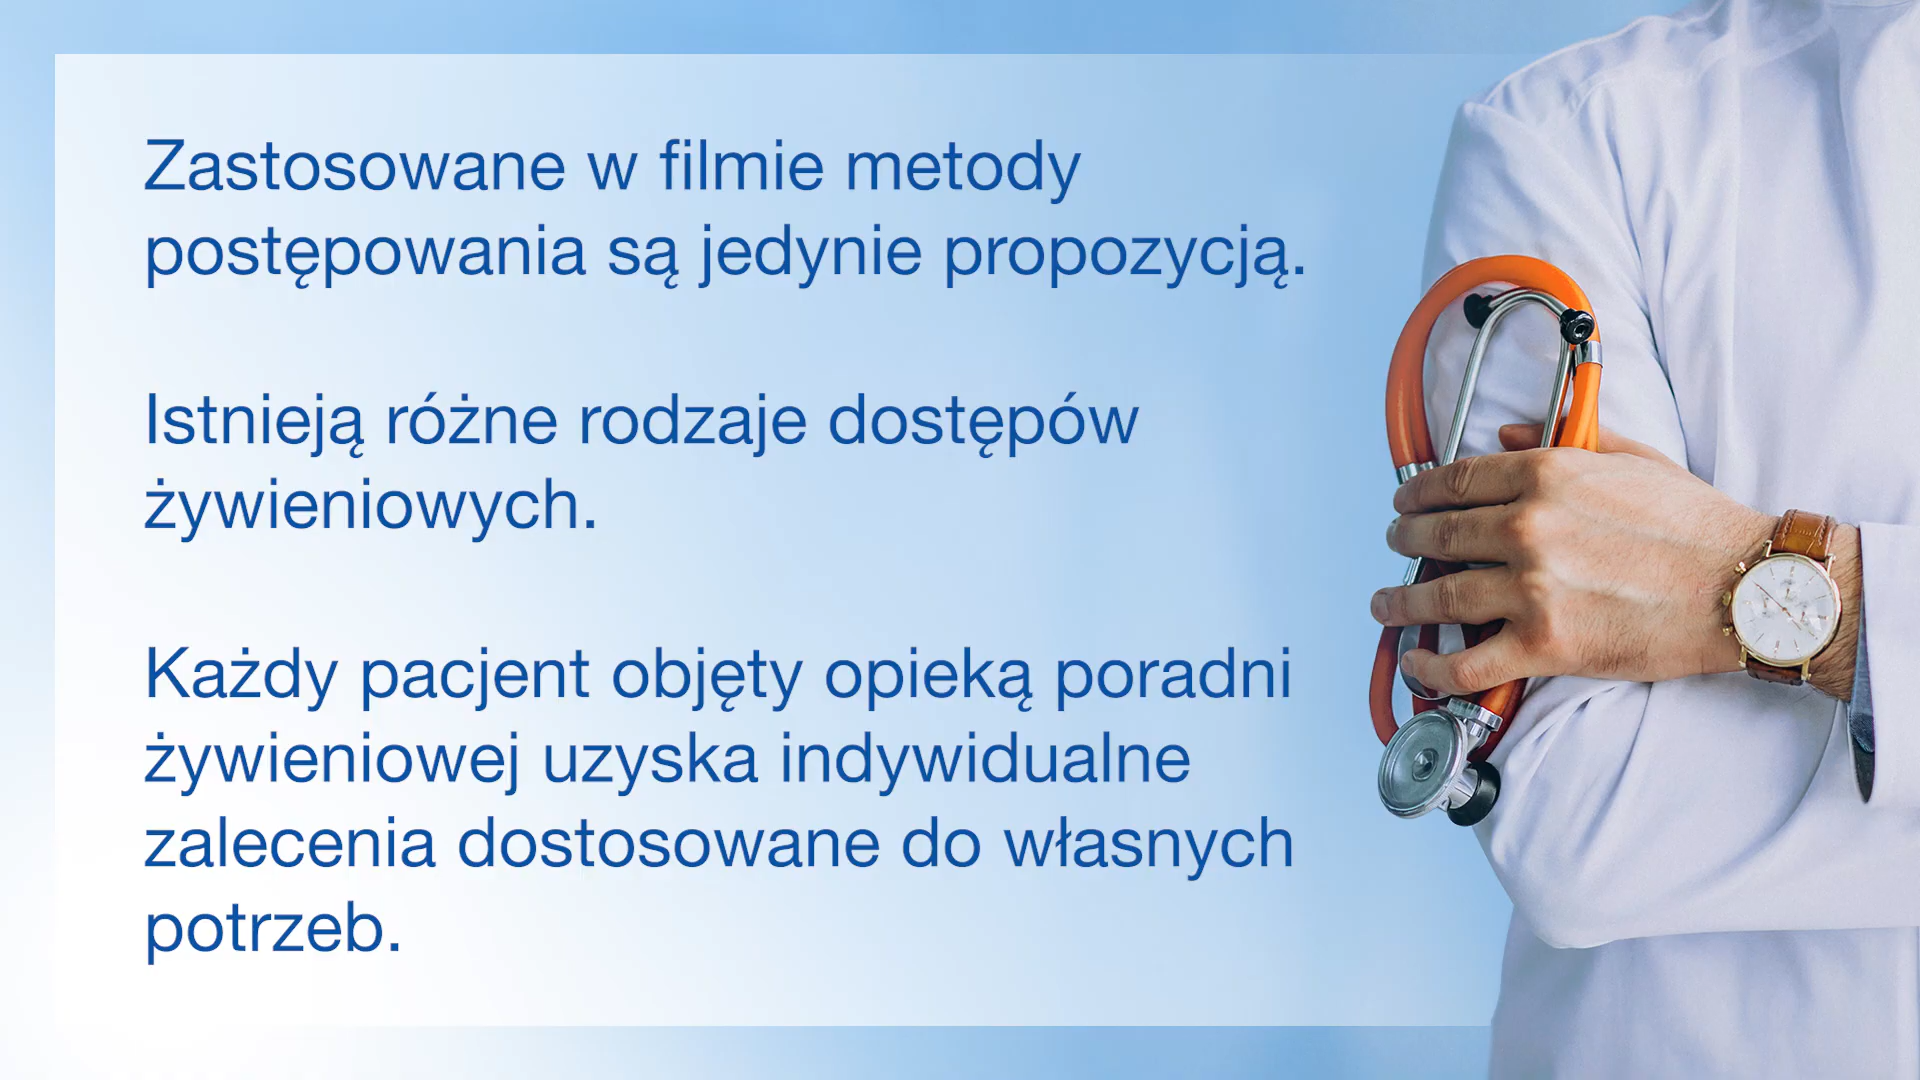 Zastosowane w filmie metody
postępowania są jedynie propozycją.
Istnieją różne rodzaje dostępów
żywieniowych.
Każdy pacjent objęty opieką poradni
żywieniowej uzyska indywidualne
zalecenia dostosowane do własnych
potrzeb.